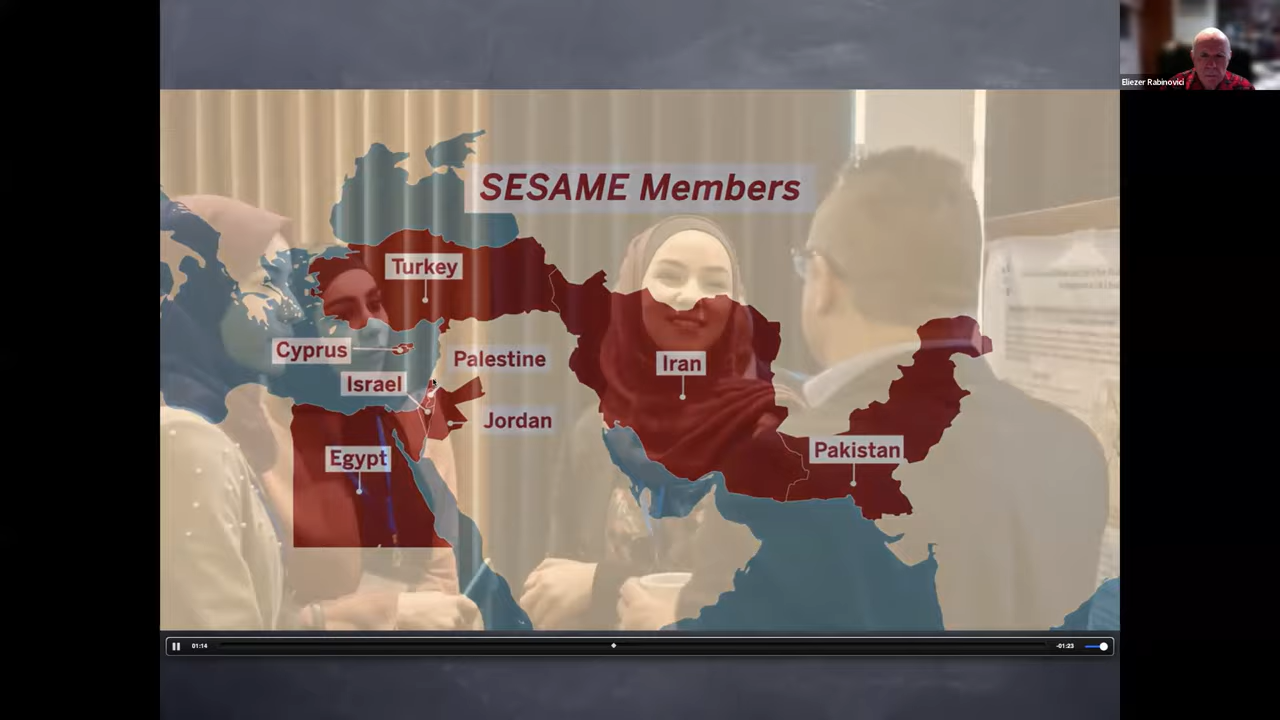 Eliezer Rabinovici
SESAME Members
Turkey
Cyprus
Palestine
Israel
Iran
Jordan
Egypt
Pakistan
01:14
-01:23